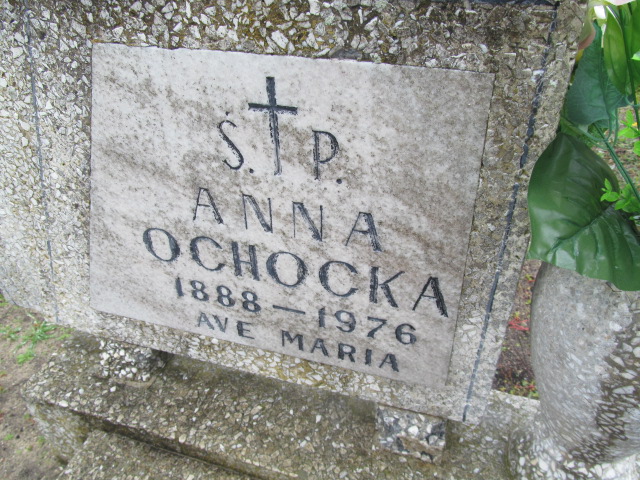 Ś. P.
ANNA
OCHOCKA
1888 — 1976
AVE MARIA